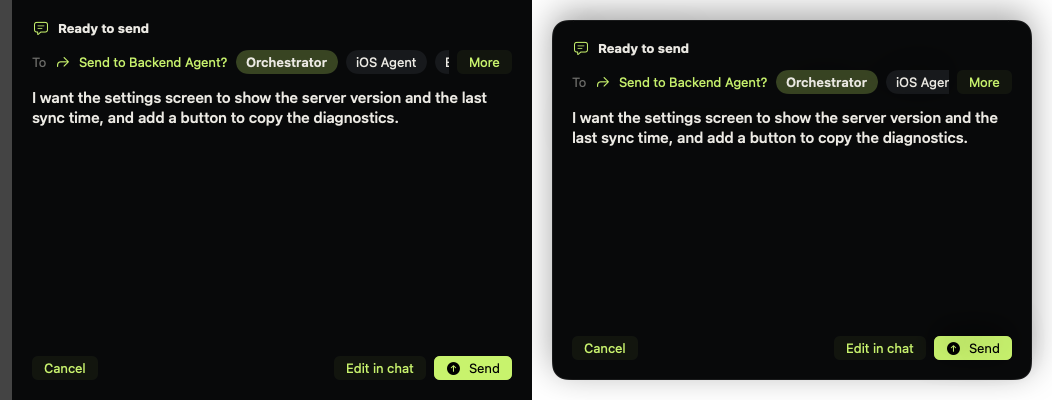 Ready to send
To Send to Backend Agent? Orchestrator iOS Agent More
I want the settings screen to show the server version and the last
sync time, and add a button to copy the diagnostics.
Cancel Edit in chat Send
Ready to send
To Send to Backend Agent? Orchestrator iOS Agen More
I want the settings screen to show the server version and the
last sync time, and add a button to copy the diagnostics.
Cancel Edit in chat Send